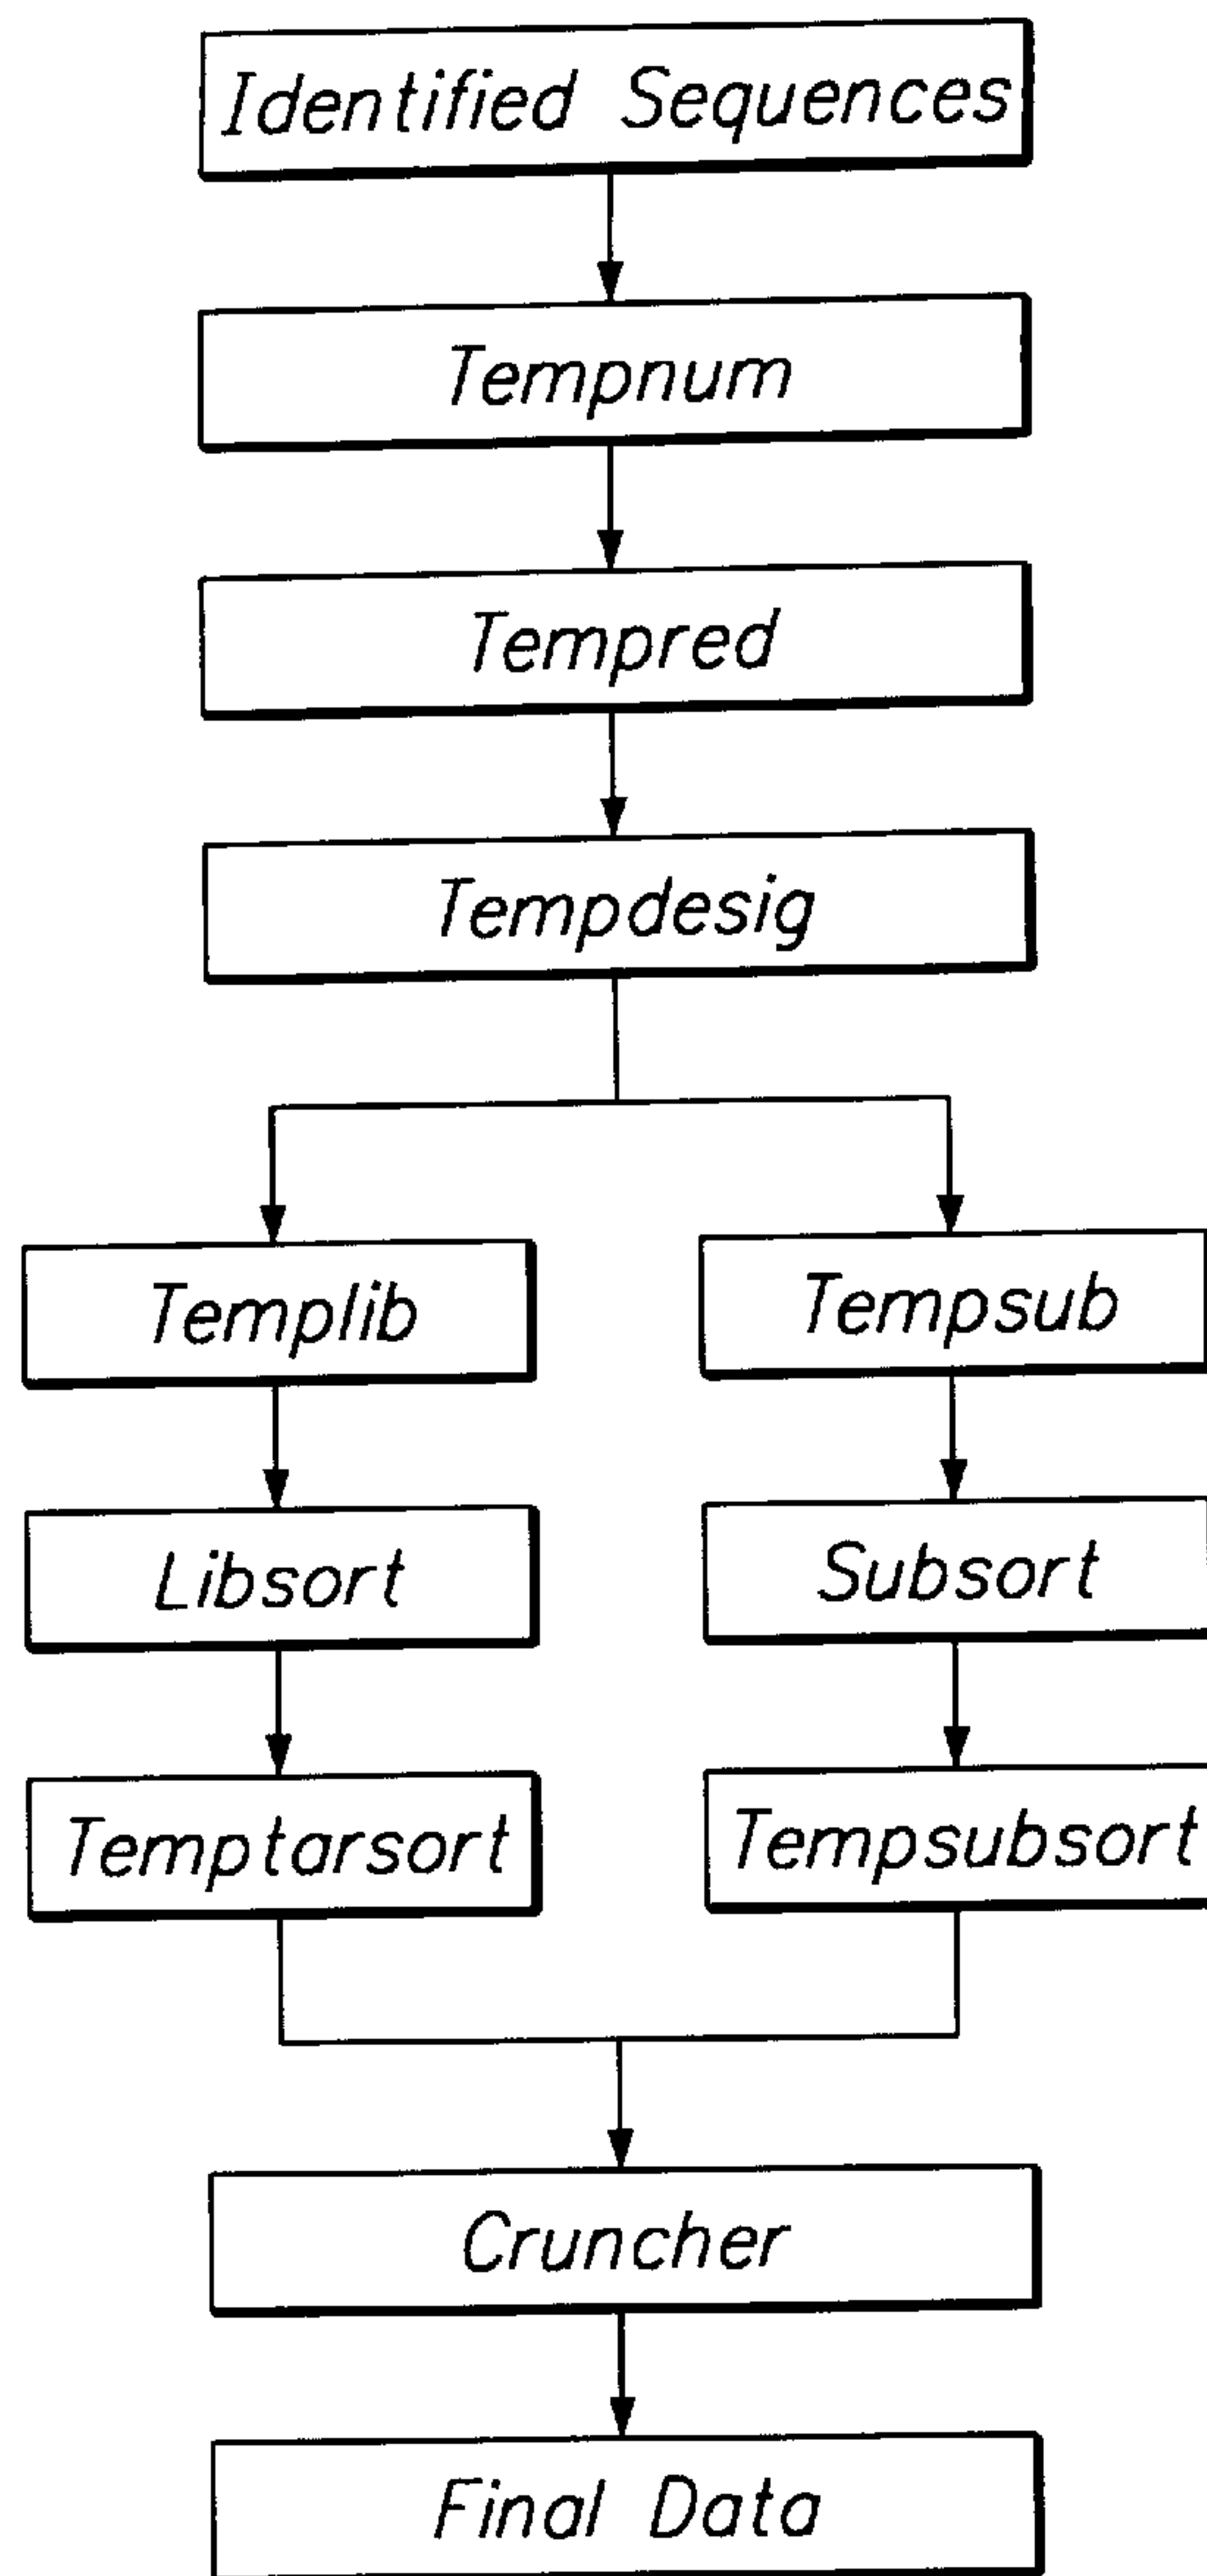 Identified Sequences
Tempnum
Tempred
Tempdesig
Templib
Tempsub
Libsort
Subsort
Temptarsort
Tempsubsort
Cruncher
Final Data